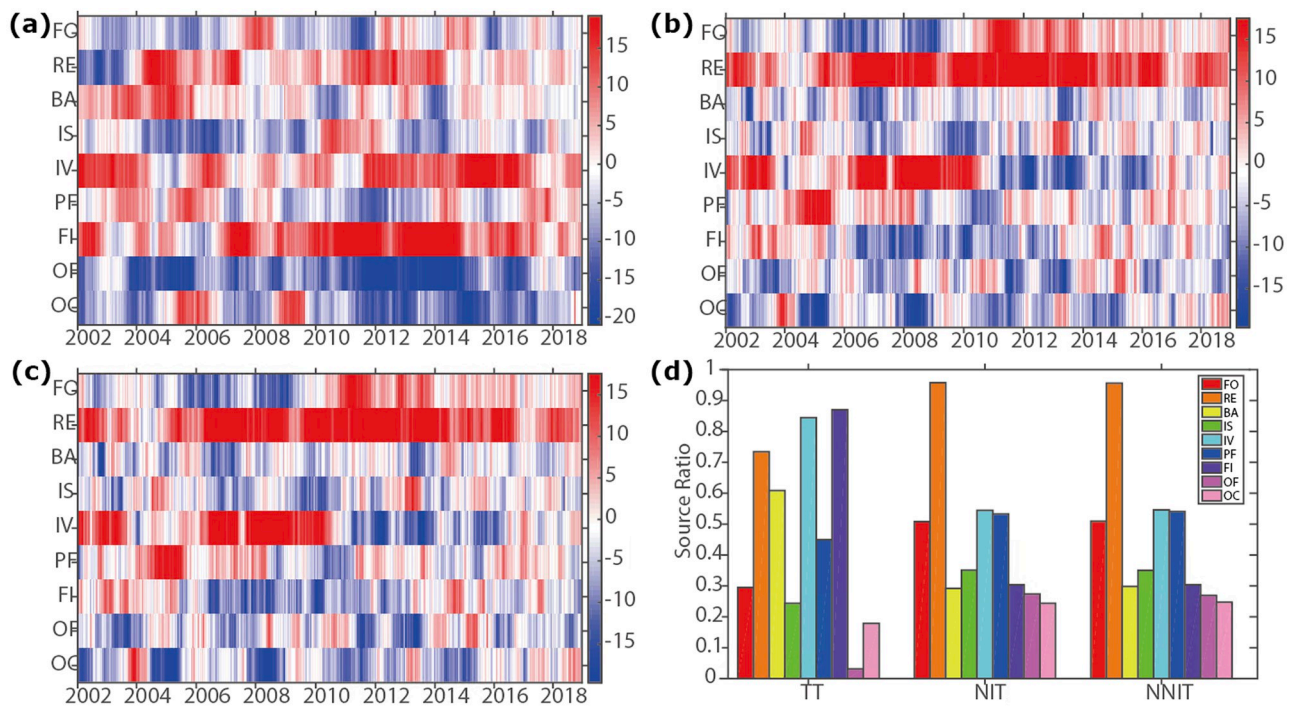 (a)
FO
RE
BA
IS
IV
PF
FI
OF
OC
15
10
5
0
-5
-10
-15
-20
2002 2004 2006 2008 2010 2012 2014 2016 2018
(b)
FO
RE
BA
IS
IV
PF
FI
OF
OC
15
10
5
0
-5
-10
-15
2002 2004 2006 2008 2010 2012 2014 2016 2018
(c)
FO
RE
BA
IS
IV
PF
FI
OF
OC
15
10
5
0
-5
-10
-15
2002 2004 2006 2008 2010 2012 2014 2016 2018
(d)
Source Ratio
1
0.9
0.8
0.7
0.6
0.5
0.4
0.3
0.2
0.1
0
TT NIT NNIT
FO
RE
BA
IS
IV
PF
FI
OF
OC